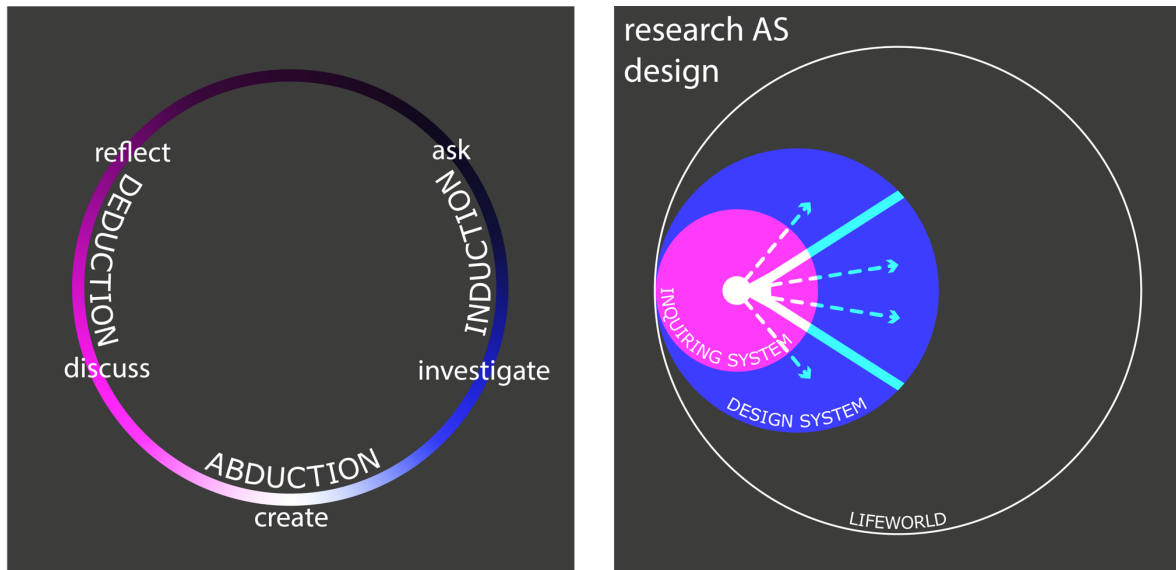 reflect
ask
DEDUCTION
INDUCTION
discuss
investigate
ABDUCTION
create
research AS
design
INQUIRING SYSTEM
DESIGN SYSTEM
LIFEWORLD